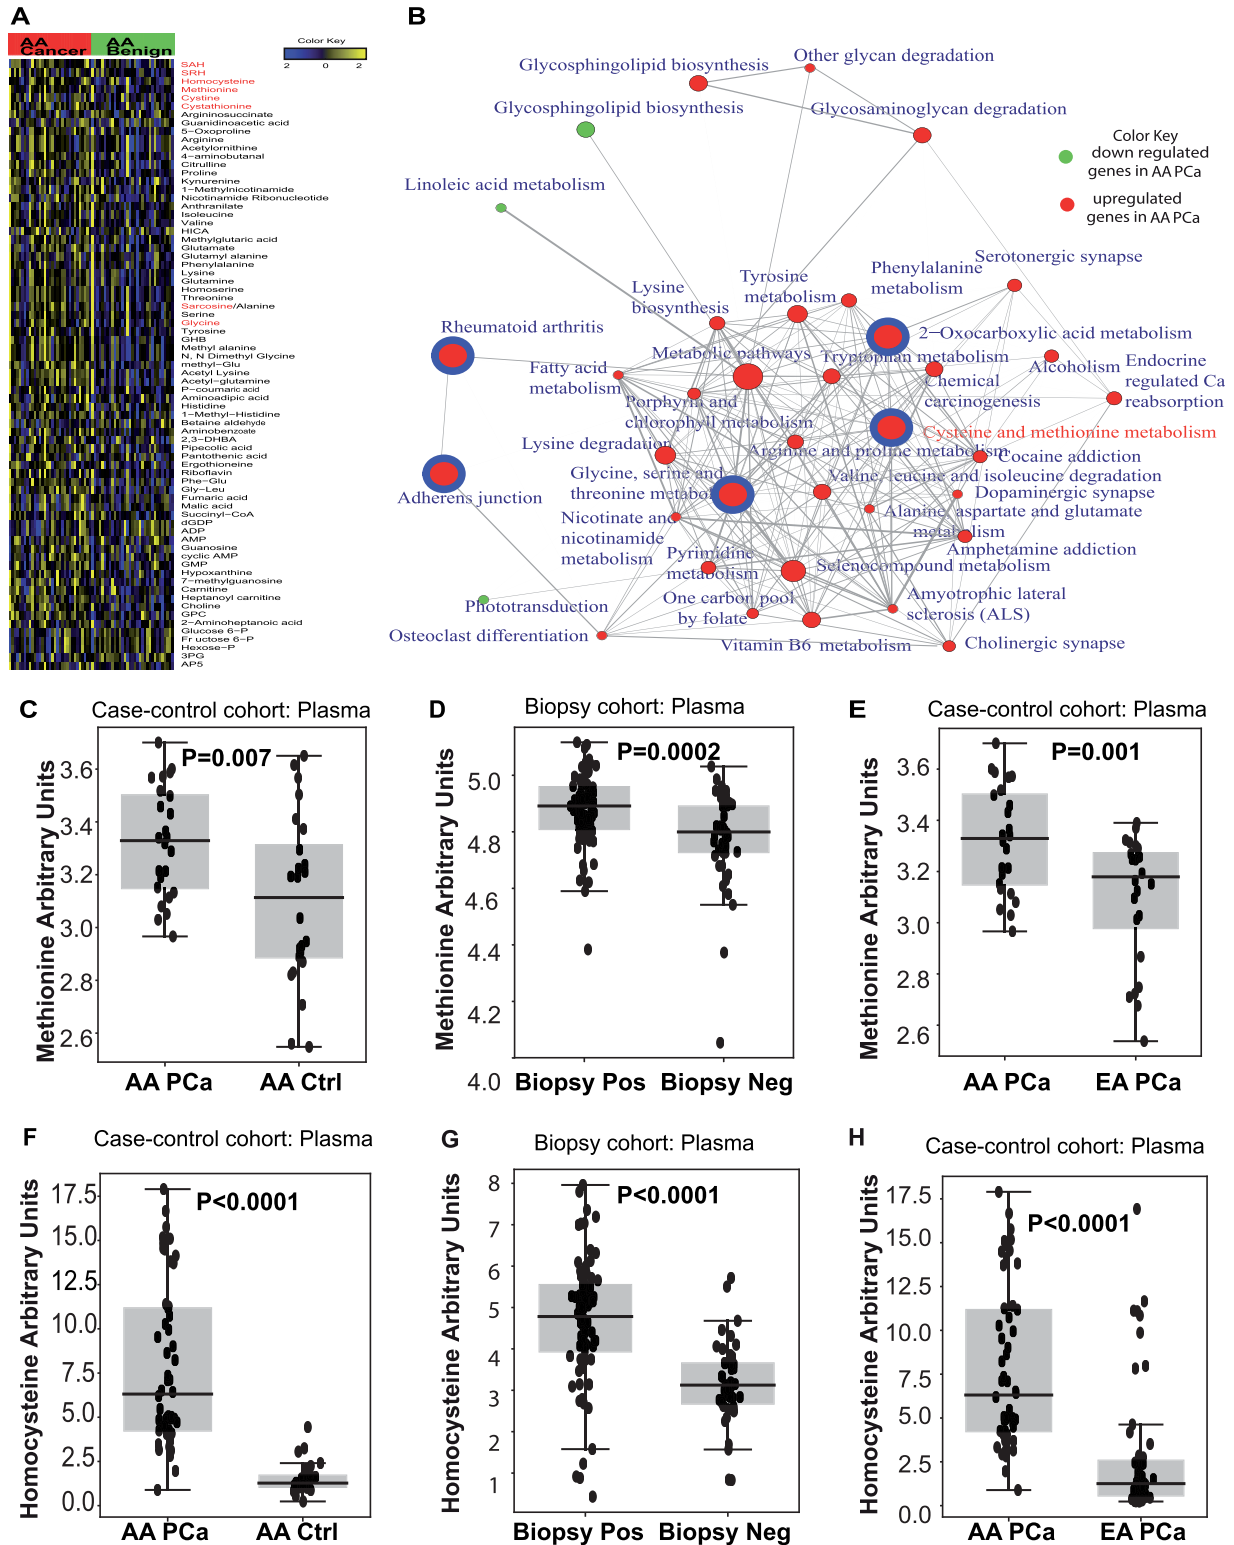 A
AA
Cancer
AA
Benign
Color Key
2
0
2
SAH
SRH
Homocysteine
Methionine
Cystine
Cystathionine
Argininosuccinate
Guanidinoacetic acid
5-Oxoproline
Arginine
Acetylornithine
4-aminobutanal
Citrulline
Proline
Kynurenine
1-Methylnicotinamide
Nicotinamide Ribonucleotide
Anthranilate
Isoleucine
Valine
HICA
Methylglutaric acid
Glutamate
Glutamyl alanine
Phenylalanine
Lysine
Glutamine
Homoserine
Threonine
Sarcosine/Alanine
Serine
Glycine
Tyrosine
GHB
Methyl alanine
N, N Dimethyl Glycine
methyl-Glu
Acetyl Lysine
Acetyl-glutamine
P-coumaric acid
Aminoadipic acid
Histidine
1-Methyl-Histidine
Betaine aldehyde
Aminobenzoate
2,3-DHBA
Pipecolic acid
Pantothenic acid
Ergothioneine
Riboflavin
Phe-Glu
Gly-Leu
Fumaric acid
Malic acid
Succinyl-CoA
dGDP
ADP
AMP
Guanosine
cyclic AMP
GMP
Hypoxanthine
7-methylguanosine
Carnitine
Heptanoyl carnitine
Choline
GPC
2-Aminoheptanoic acid
Glucose 6-P
Fr uctose 6-P
Hexose-P
3PG
AP5
B
Other glycan degradation
Glycosphingolipid biosynthesis
Glycosphingolipid biosynthesis
Glycosaminoglycan degradation
Color Key
down regulated
genes in AA PCa
upregulated
genes in AA PCa
Linoleic acid metabolism
Serotonergic synapse
Phenylalanine
metabolism
Tyrosine
metabolism
Lysine
biosynthesis
Rheumatoid arthritis
2-Oxocarboxylic acid metabolism
Metabolic pathways
Tryptophan metabolism
Alcoholism
Endocrine
regulated Ca
reabsorption
Fatty acid
metabolism
Chemical
carcinogenesis
Porphyrin and
chlorophyll metabolism
Cysteine and methionine metabolism
Lysine degradation
Arginine and proline metabolism
Cocaine addiction
Glycine, serine and
threonine metabolism
Valine, leucine and isoleucine degradation
Adherens junction
Dopaminergic synapse
Alanine, aspartate and glutamate
metabolism
Nicotinate and
nicotinamide
metabolism
Amphetamine addiction
Pyrimidine
metabolism
Selenocompound metabolism
Phototransduction
One carbon pool
by folate
Amyotrophic lateral
sclerosis (ALS)
Osteoclast differentiation
Vitamin B6 metabolism
Cholinergic synapse
C
Case-control cohort: Plasma
P=0.007
Methionine Arbitrary Units
3.6
3.4
3.2
3.0
2.8
2.6
AA PCa
AA Ctrl
D
Biopsy cohort: Plasma
P=0.0002
Methionine Arbitrary Units
5.0
4.8
4.6
4.4
4.2
4.0
Biopsy Pos
Biopsy Neg
E
Case-control cohort: Plasma
P=0.001
Methionine Arbitrary Units
3.6
3.4
3.2
3.0
2.8
2.6
AA PCa
EA PCa
F
Case-control cohort: Plasma
P<0.0001
Homocysteine Arbitrary Units
17.5
15.0
12.5
10.0
7.5
5.0
2.5
0.0
AA PCa
AA Ctrl
G
Biopsy cohort: Plasma
P<0.0001
Homocysteine Arbitrary Units
8
7
6
5
4
3
2
1
Biopsy Pos
Biopsy Neg
H
Case-control cohort: Plasma
P<0.0001
Homocysteine Arbitrary Units
17.5
15.0
12.5
10.0
7.5
5.0
2.5
0.0
AA PCa
EA PCa